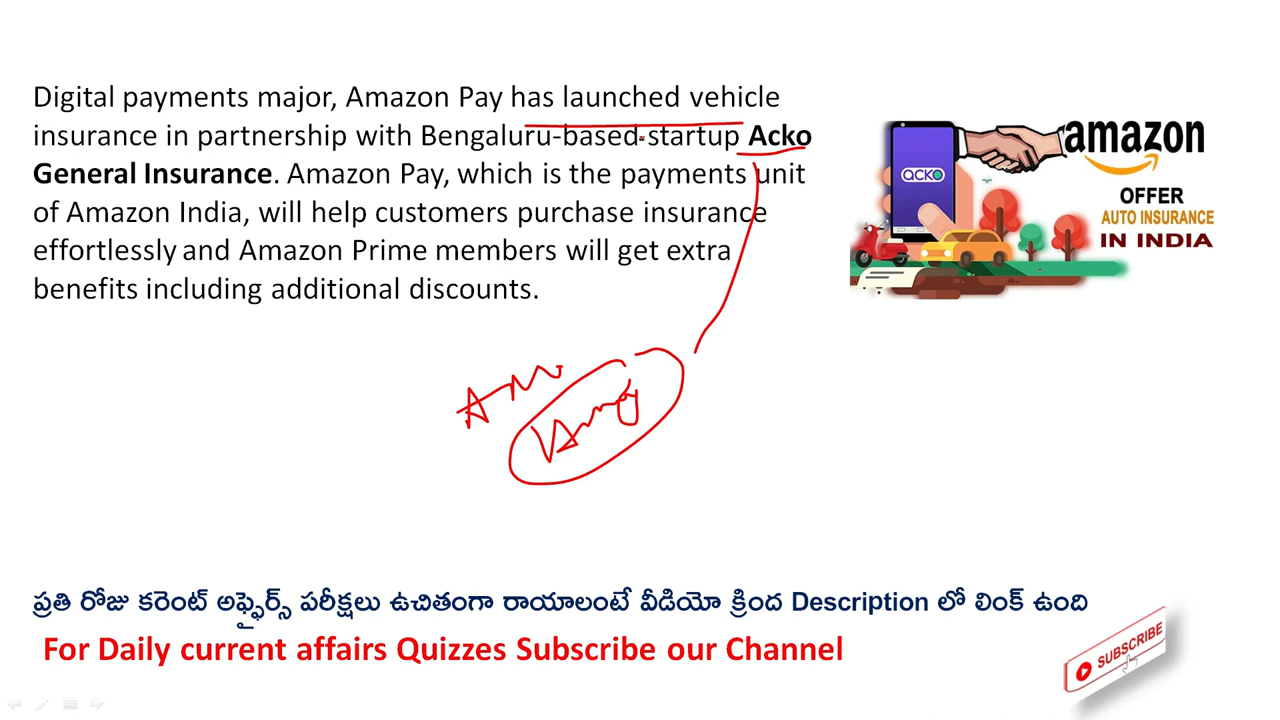 Digital payments major, Amazon Pay has launched vehicle
insurance in partnership with Bengaluru-based startup Acko
General Insurance. Amazon Pay, which is the payments unit
of Amazon India, will help customers purchase insurance
effortlessly and Amazon Prime members will get extra
benefits including additional discounts.
acko
amazon
OFFER
AUTO INSURANCE
IN INDIA
ప్రతి రోజు కరెంట్ అఫ్ఫైర్స్ పరీక్షలు ఉచితంగా రాయాలంటే వీడియో క్రింద Description లో లింక్ ఉంది
For Daily current affairs Quizzes Subscribe our Channel
SUBSCRIBE